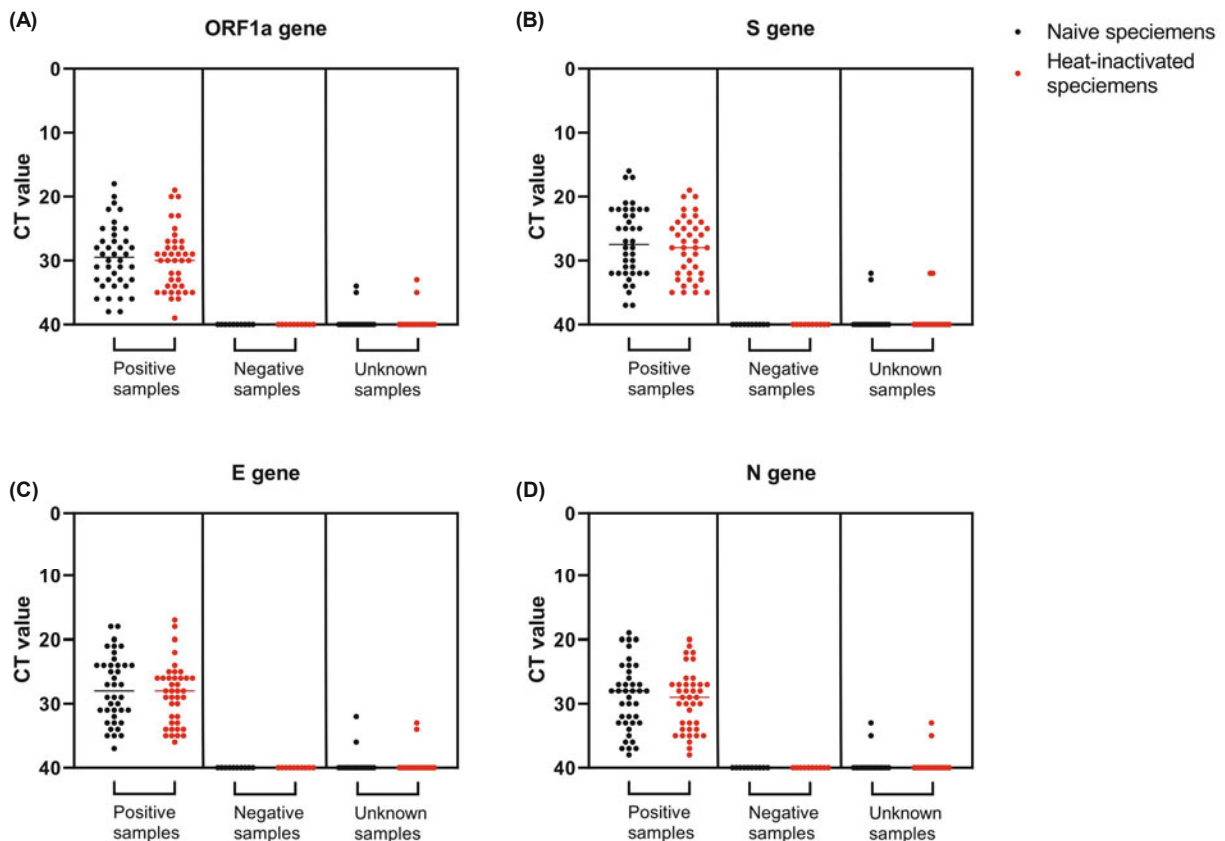 (A)
ORF1a gene
CT value
0
10
20
30
40
Positive
samples
Negative
samples
Unknown
samples
(B)
S gene
CT value
0
10
20
30
40
Positive
samples
Negative
samples
Unknown
samples
Naive speciemens
Heat-inactivated
speciemens
(C)
E gene
CT value
0
10
20
30
40
Positive
samples
Negative
samples
Unknown
samples
(D)
N gene
CT value
0
10
20
30
40
Positive
samples
Negative
samples
Unknown
samples